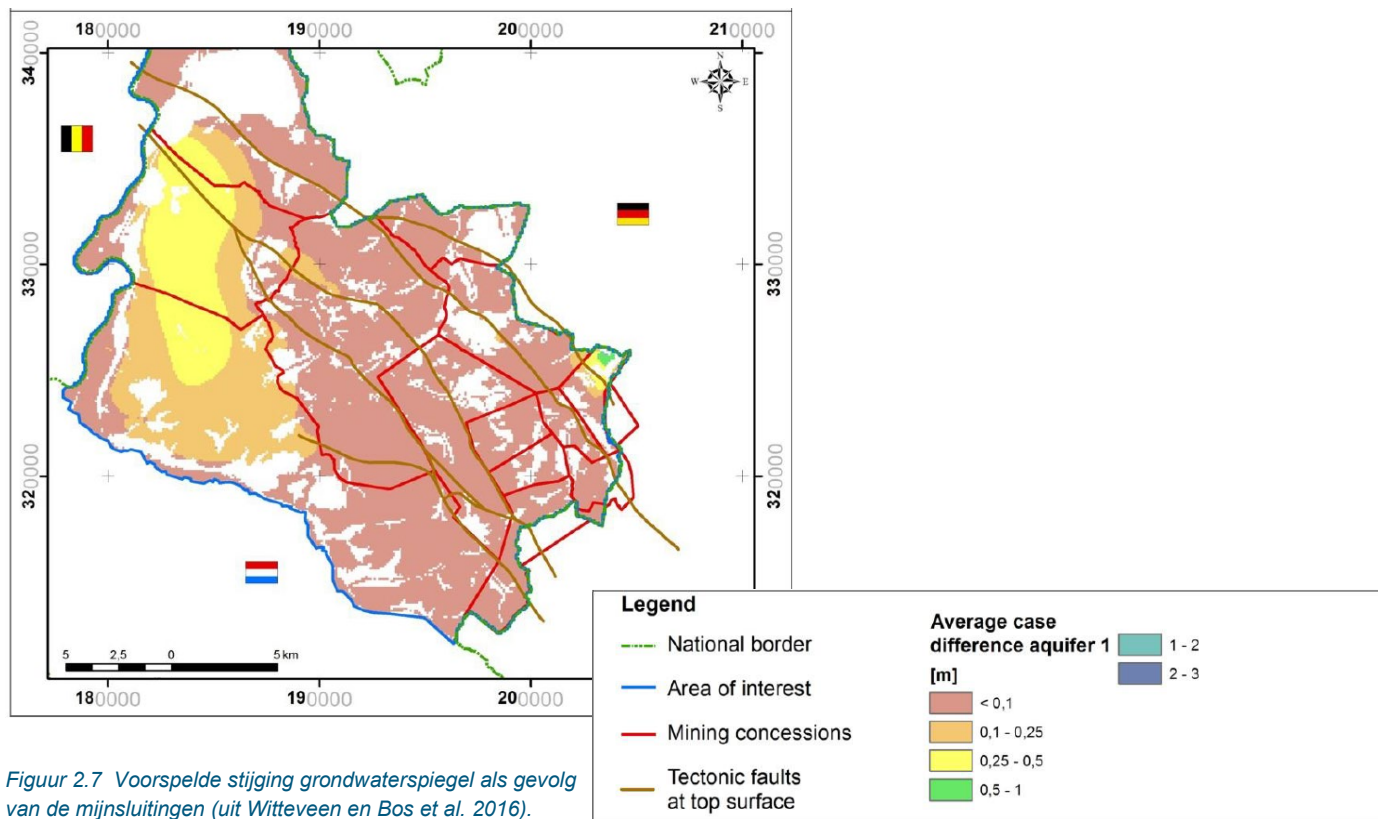 180000 190000 200000 210000
340000 330000 320000
N
W E
S
340000 330000 320000
5 2.5 0 5 km
180000 190000 200000
Legend
National border
Area of interest
Mining concessions
Tectonic faults
at top surface
Average case
difference aquifer 1
[m]
< 0,1
0,1 - 0,25
0,25 - 0,5
0,5 - 1
1 - 2
2 - 3
Figuur 2.7 Voorspelde stijging grondwaterspiegel als gevolg
van de mijnsluitingen (uit Witteveen en Bos et al. 2016).